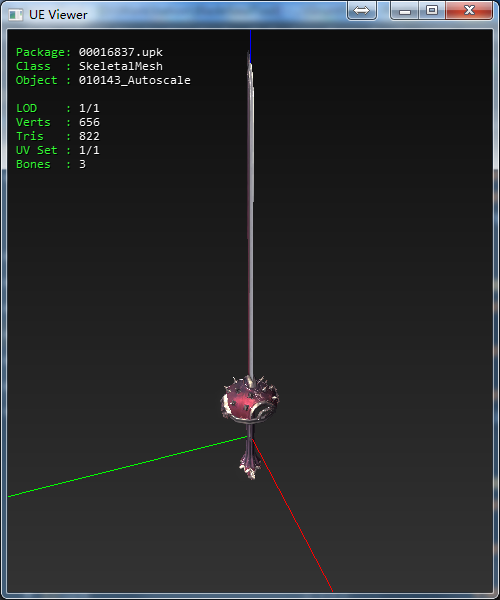 UE Viewer
Package: 00016837.upk
Class  : SkeletalMesh
Object : 010143_Autoscale
LOD    : 1/1
Verts  : 656
Tris   : 822
UV Set : 1/1
Bones  : 3